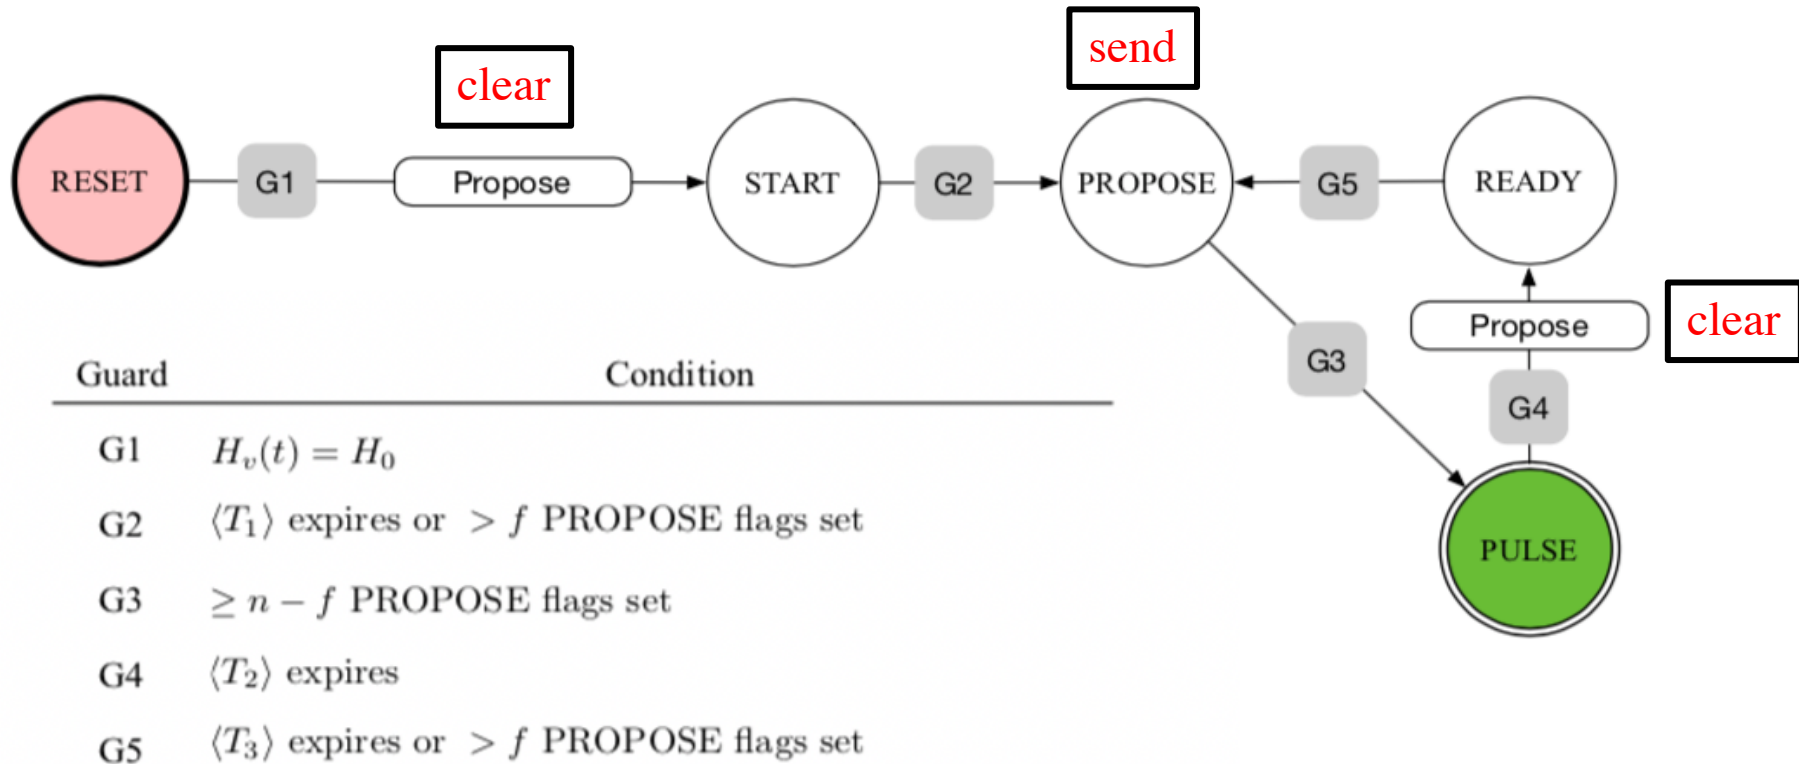 send
clear
RESET
G1
Propose
START
G2
PROPOSE
G5
READY
Propose
clear
G3
G4
PULSE
Guard Condition
G1 $H_v(t) = H_0$
G2 ⟨T₁⟩ expires or > f PROPOSE flags set
G3 ≥ n − f PROPOSE flags set
G4 ⟨T₂⟩ expires
G5 ⟨T₃⟩ expires or > f PROPOSE flags set